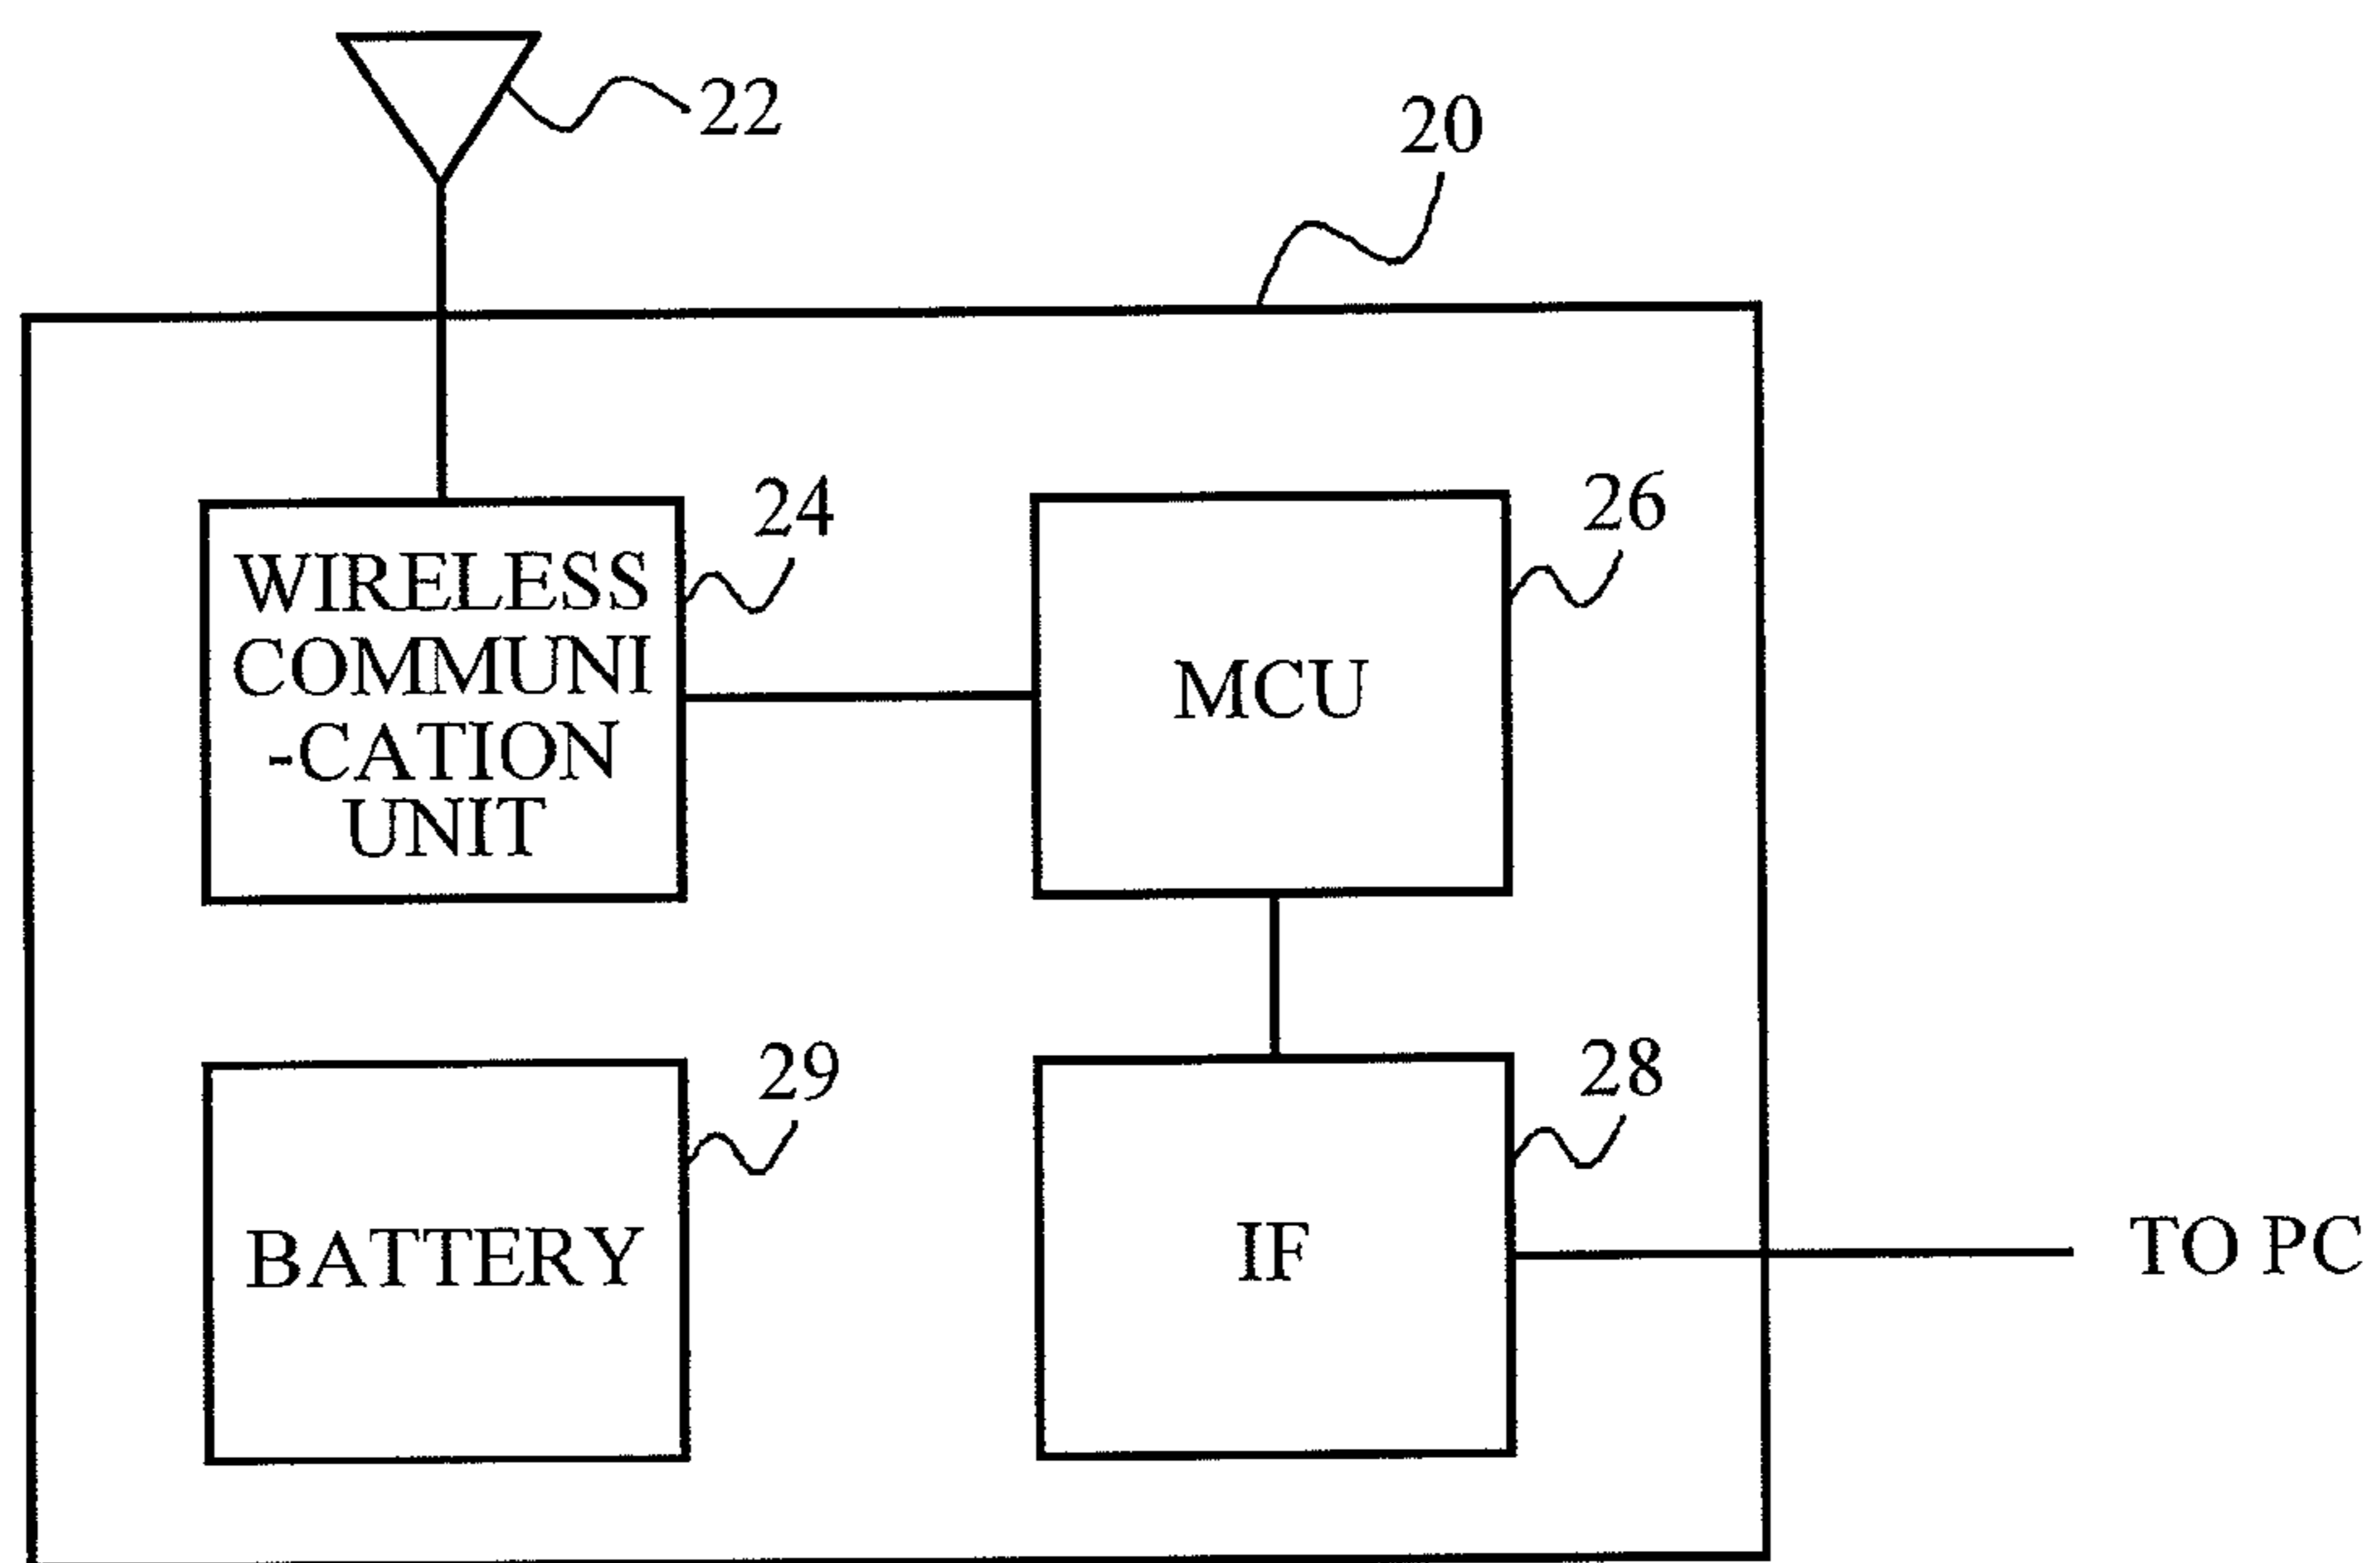 22
20
24
26
WIRELESS
COMMUNI
-CATION
UNIT
MCU
29
28
BATTERY
IF
TO PC